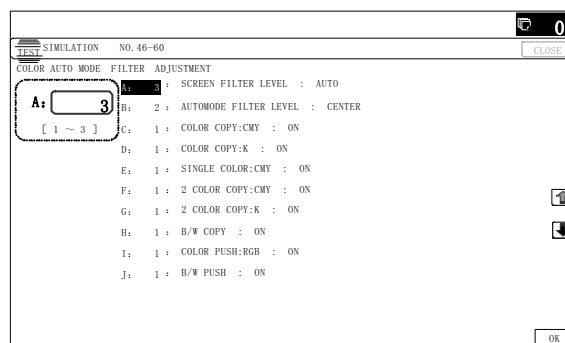 0
TEST SIMULATION NO.46-60
CLOSE
COLOR AUTO MODE FILTER ADJUSTMENT
A: 3
[ 1 ~ 3 ]
A: 3 : SCREEN FILTER LEVEL : AUTO
B: 2 : AUTOMODE FILTER LEVEL : CENTER
C: 1 : COLOR COPY:CMY : ON
D: 1 : COLOR COPY:K : ON
E: 1 : SINGLE COLOR:CMY : ON
F: 1 : 2 COLOR COPY:CMY : ON
G: 1 : 2 COLOR COPY:K : ON
H: 1 : B/W COPY : ON
I: 1 : COLOR PUSH:RGB : ON
J: 1 : B/W PUSH : ON
OK